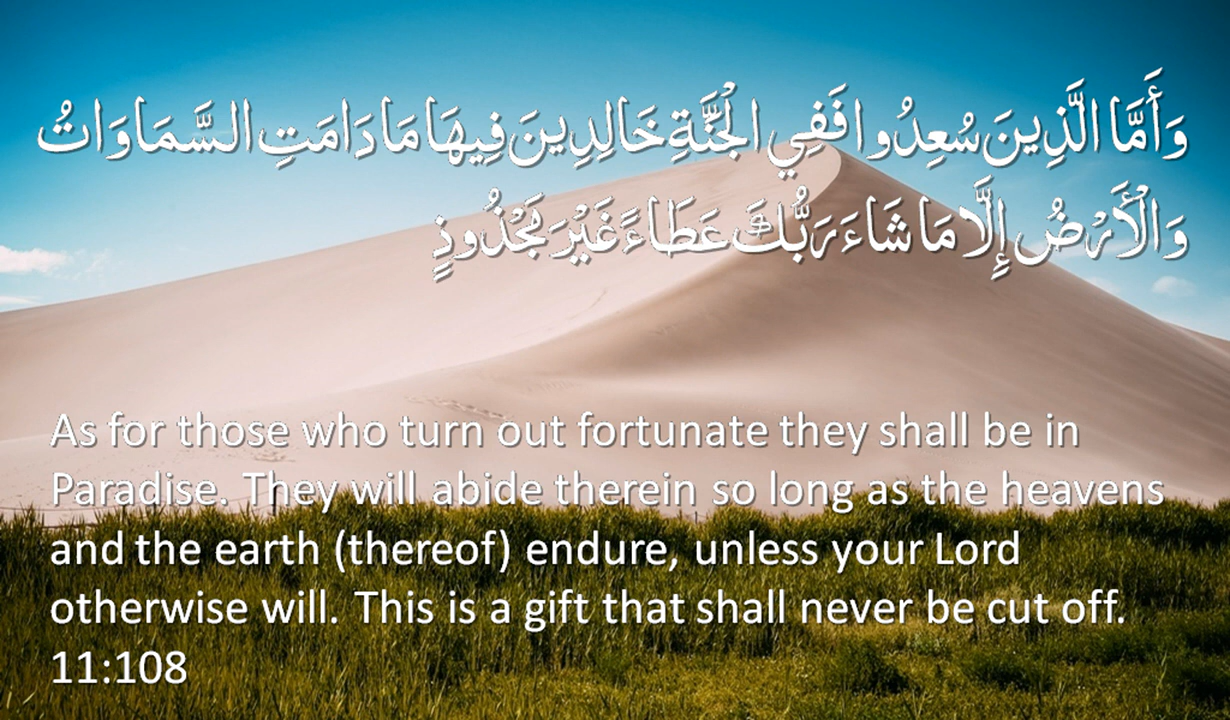 وَأَمَّا الَّذِينَ سُعِدُوا فَفِي الْجَنَّةِ خَالِدِينَ فِيهَا مَا دَامَتِ السَّمَاوَاتُ
وَالْأَرْضُ إِلَّا مَا شَاءَ رَبُّكَ عَطَاءً غَيْرَ مَجْذُوذٍ
As for those who turn out fortunate they shall be in
Paradise. They will abide therein so long as the heavens
and the earth (thereof) endure, unless your Lord
otherwise will. This is a gift that shall never be cut off.
11:108